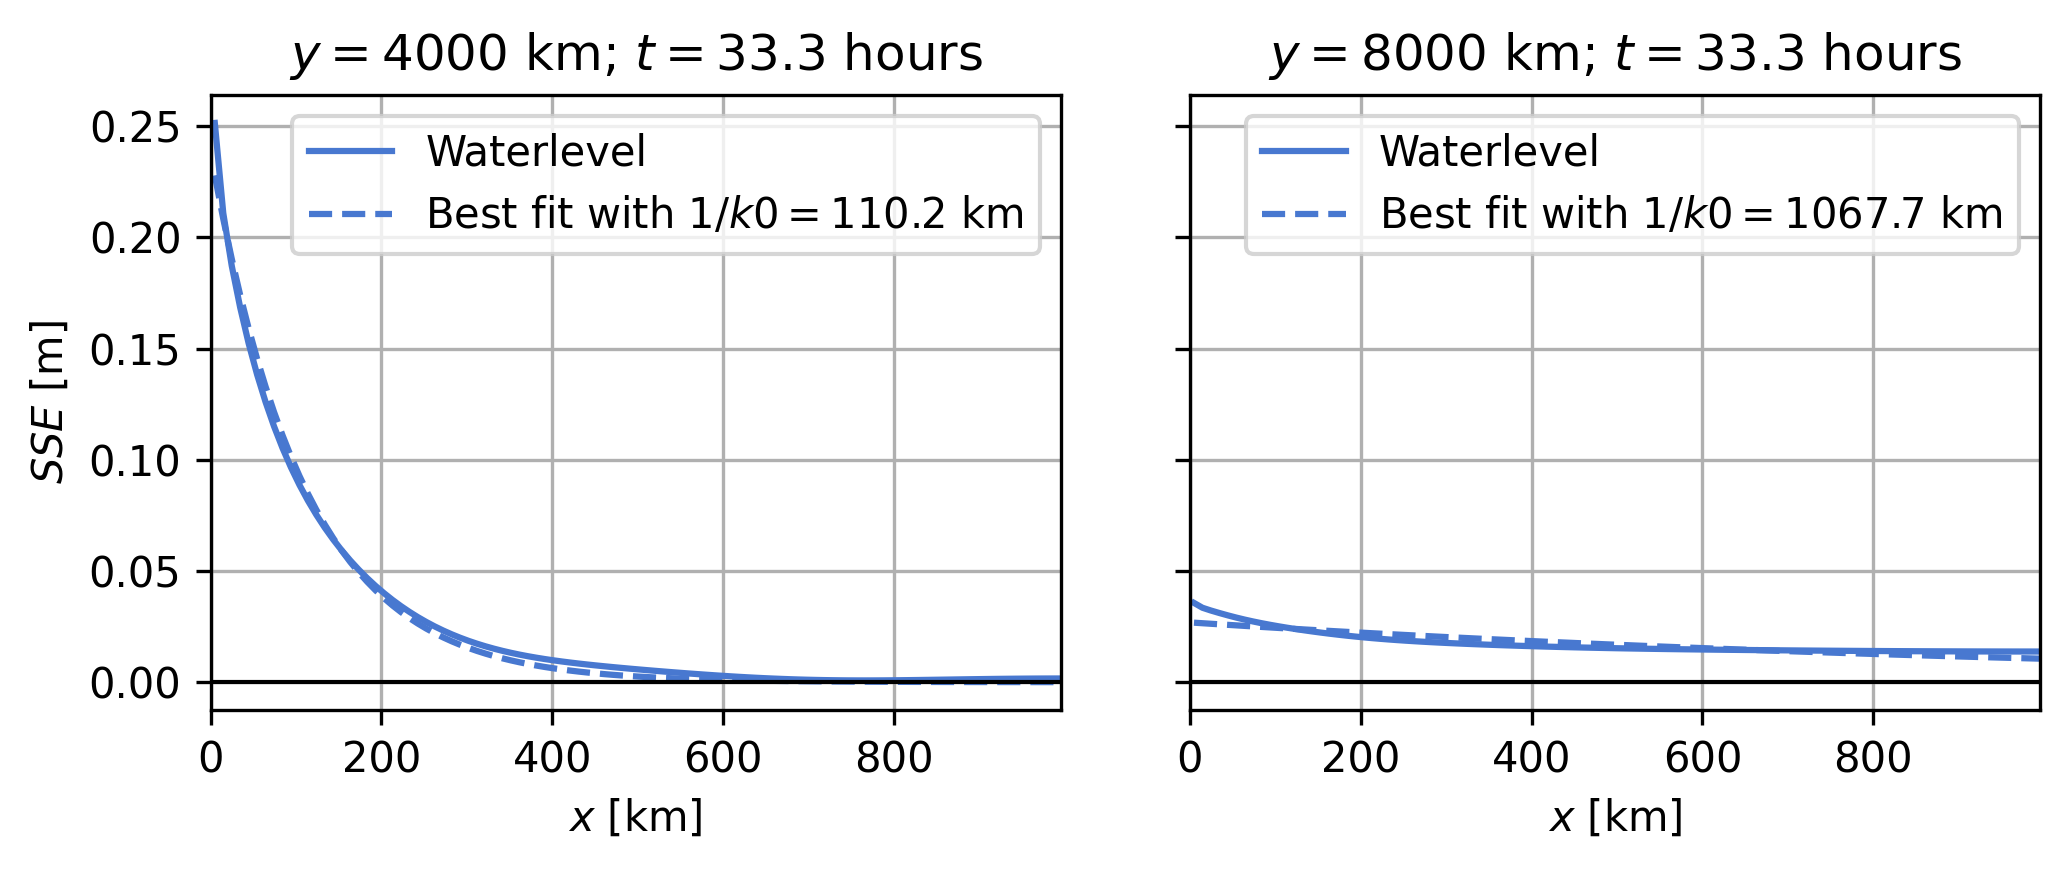 y = 4000 km; t = 33.3 hours
0.25
0.20
0.15
0.10
0.05
0.00
SSE [m]
Waterlevel
Best fit with 1/k0 = 110.2 km
0 200 400 600 800
x [km]
y = 8000 km; t = 33.3 hours
Waterlevel
Best fit with 1/k0 = 1067.7 km
0 200 400 600 800
x [km]